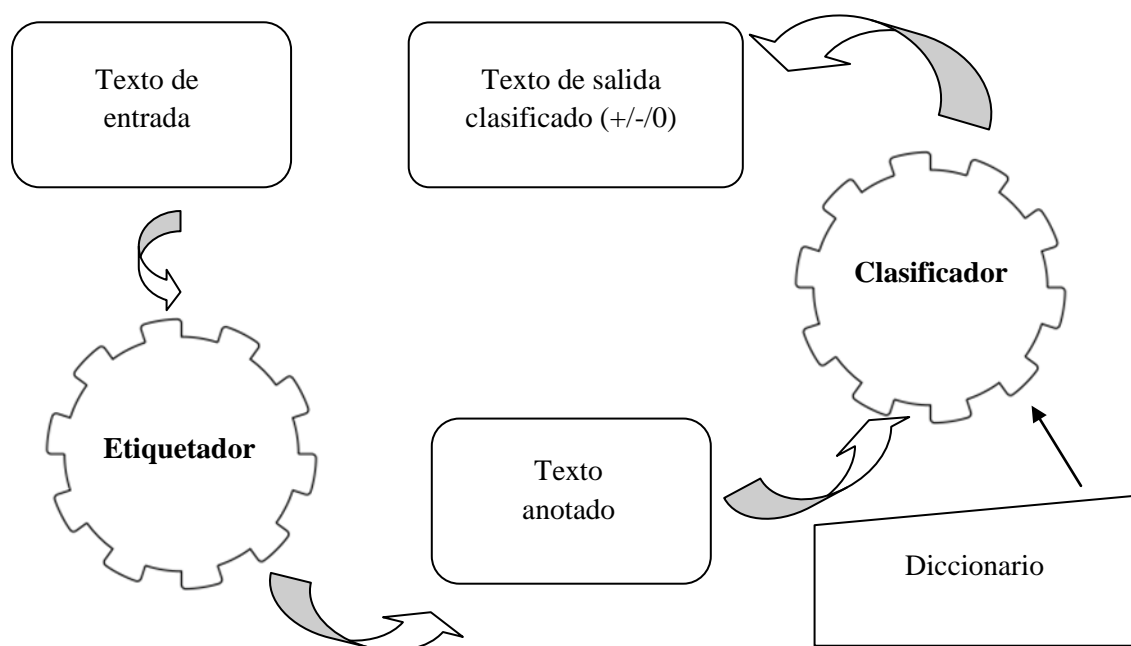 Texto de
entrada
Texto de salida
clasificado (+/-/0)
Clasificador
Etiquetador
Texto
anotado
Diccionario